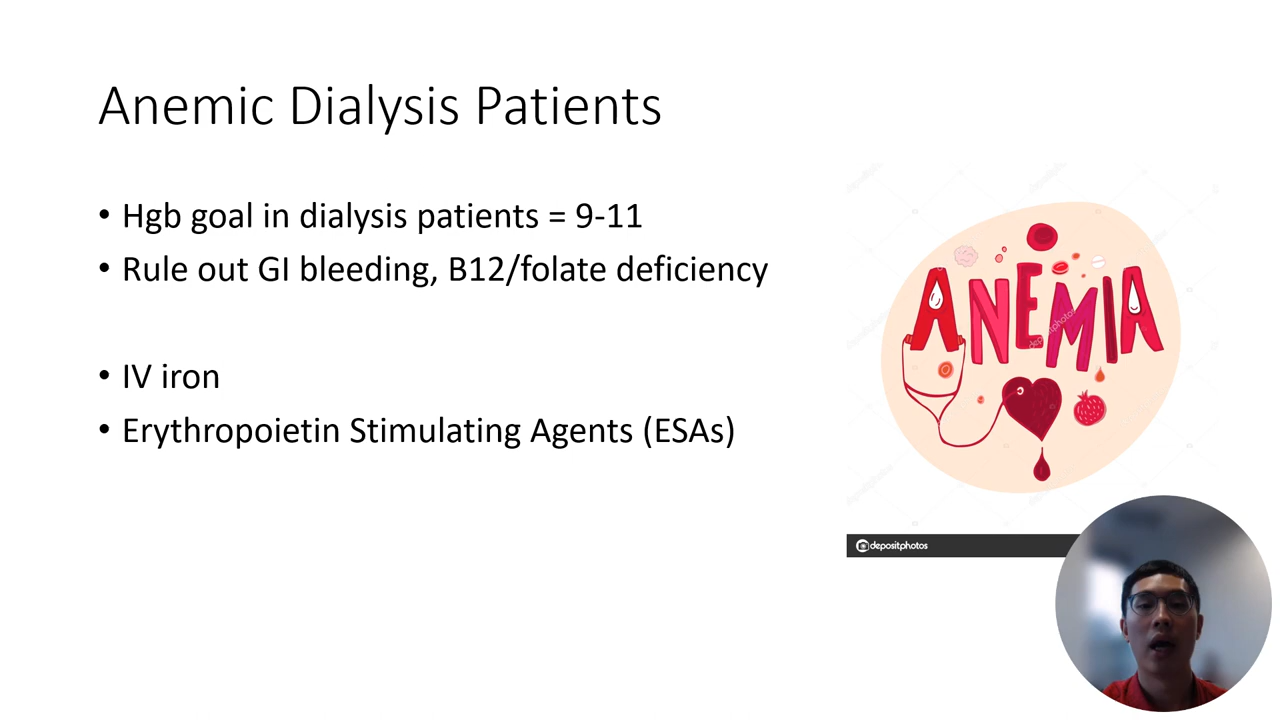 Anemic Dialysis Patients
• Hgb goal in dialysis patients = 9-11
• Rule out GI bleeding, B12/folate deficiency
• IV iron
• Erythropoietin Stimulating Agents (ESAs)
ANEMIA
depositphotos
depositphotos